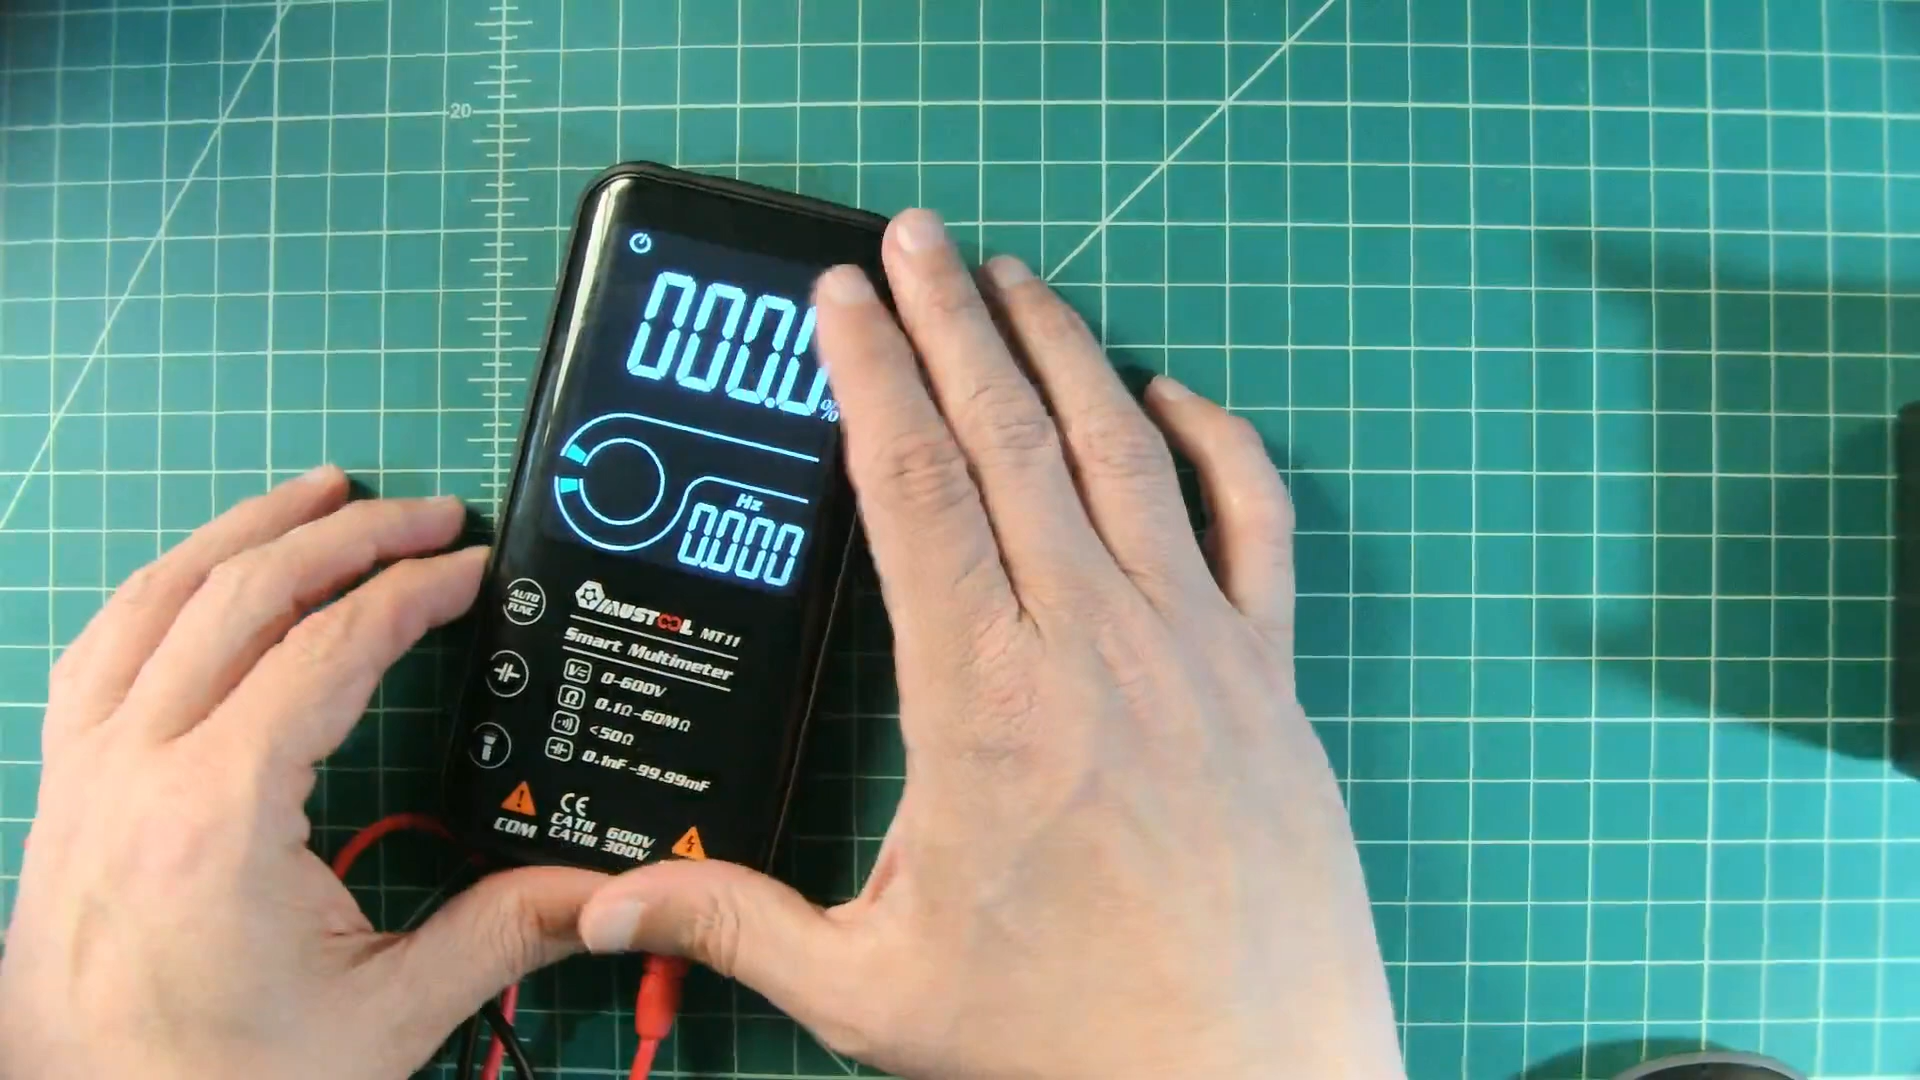 20
000.0
%
Hz
0.000
AUTO
FUNC
MUSTOOL MT11
Smart Multimeter
V 0-600V
Ω 0.1Ω-60MΩ
<50Ω
0.1nF-99.99mF
CE
COM CATII 600V
CATIII 300V